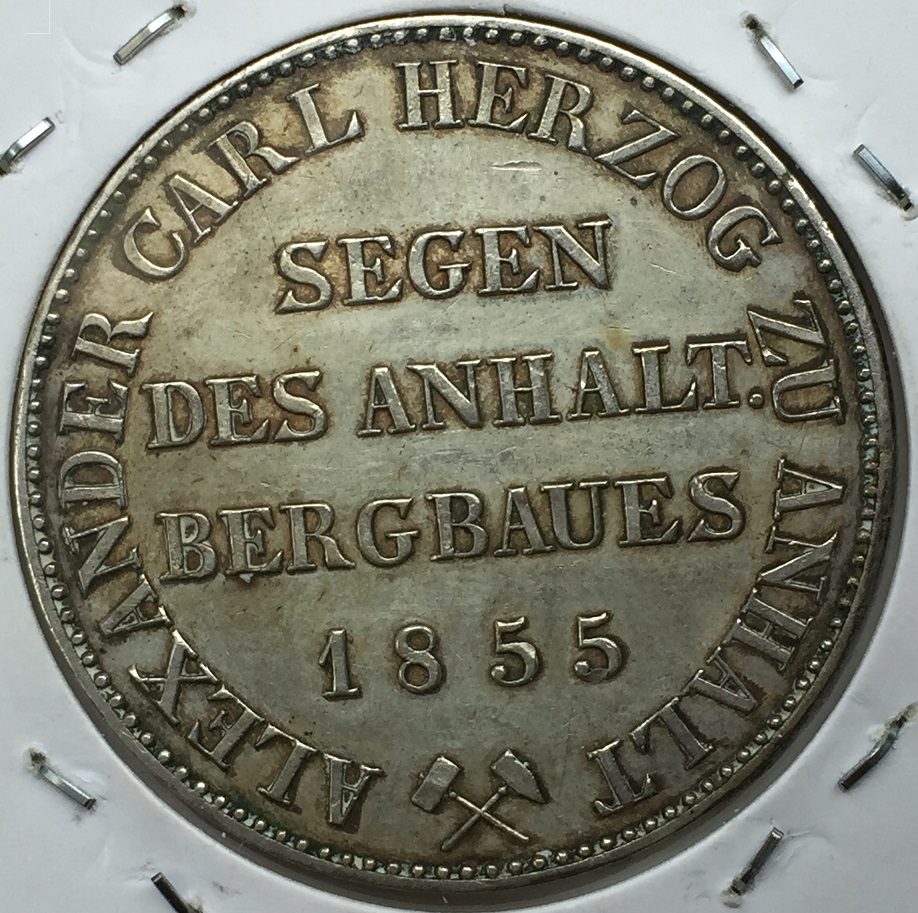 ALEXANDER CARL HERZOG ZU ANHALT
SEGEN
DES ANHALT.
BERGBAUES
1855